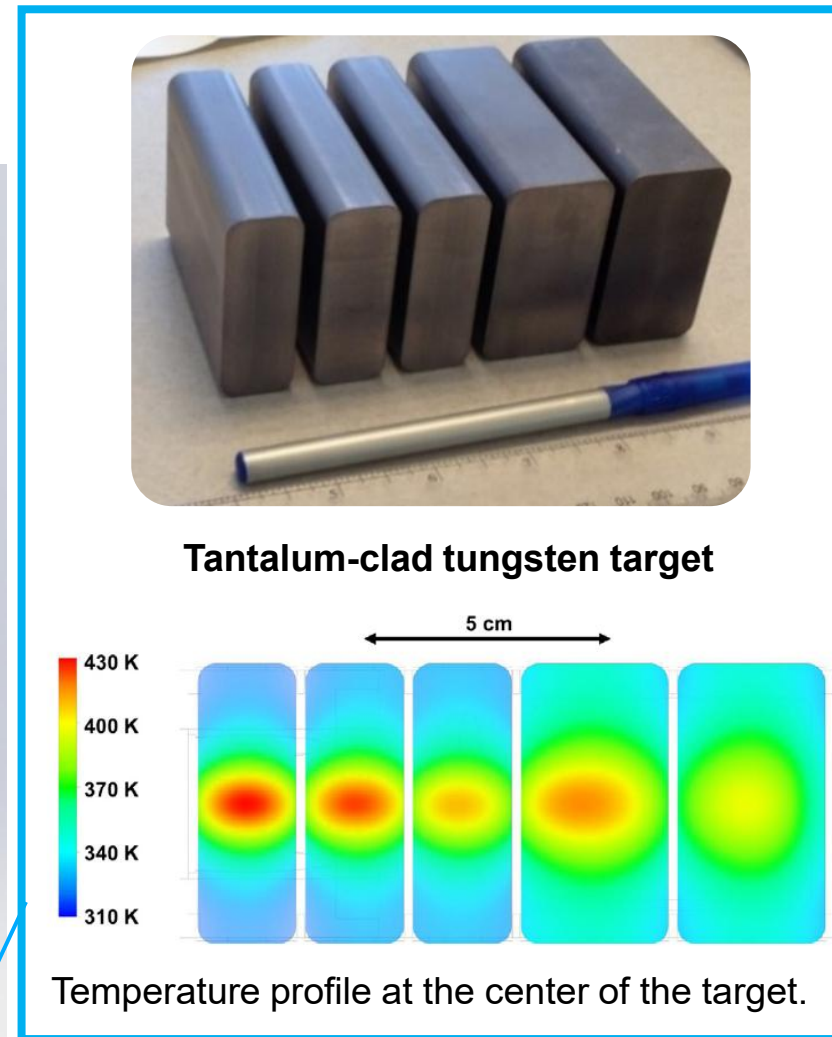 Tantalum-clad tungsten target
5 cm
430 K
400 K
370 K
340 K
310 K
Temperature profile at the center of the target.